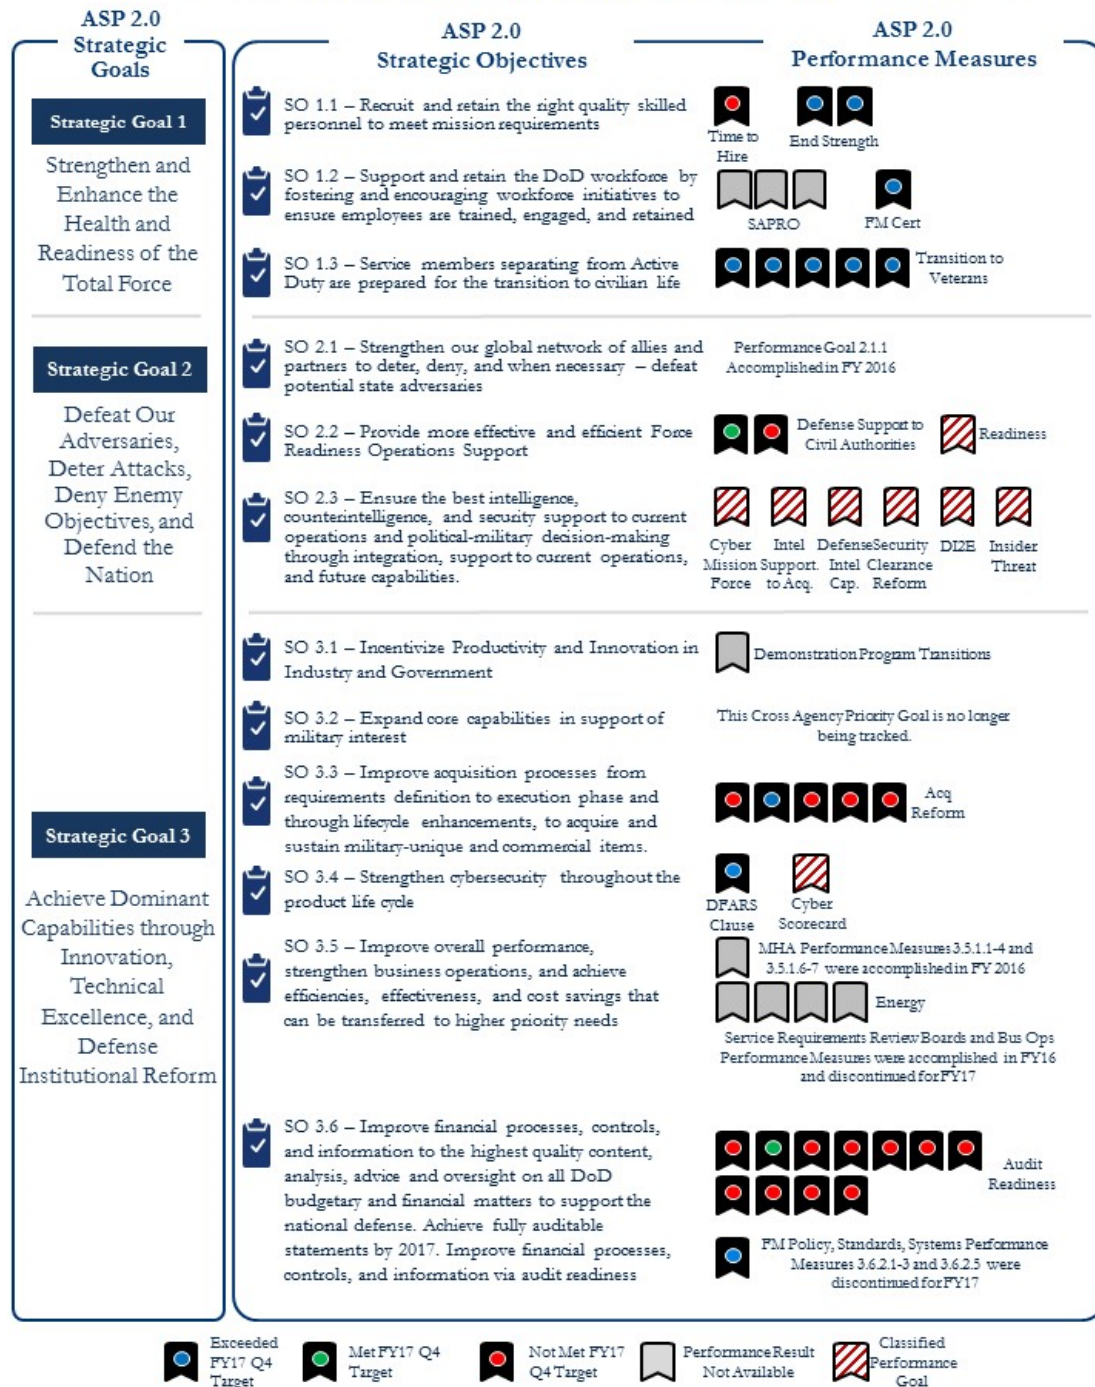 ASP 2.0
Strategic
Goals
ASP 2.0
Strategic Objectives
ASP 2.0
Performance Measures
Strategic Goal 1
Strengthen and
Enhance the
Health and
Readiness of the
Total Force
SO 1.1 – Recruit and retain the right quality skilled
personnel to meet mission requirements
Time to
Hire
End Strength
SO 1.2 – Support and retain the DoD workforce by
fostering and encouraging workforce initiatives to
ensure employees are trained, engaged, and retained
SAPRO
FM Cert
SO 1.3 – Service members separating from Active
Duty are prepared for the transition to civilian life
Transition to
Veterans
Strategic Goal 2
Defeat Our
Adversaries,
Deter Attacks,
Deny Enemy
Objectives, and
Defend the
Nation
SO 2.1 – Strengthen our global network of allies and
partners to deter, deny, and when necessary – defeat
potential state adversaries
Performance Goal 2.1.1
Accomplished in FY 2016
SO 2.2 – Provide more effective and efficient Force
Readiness Operations Support
Defense Support to
Civil Authorities
Readiness
SO 2.3 – Ensure the best intelligence,
counterintelligence, and security support to current
operations and political-military decision-making
through integration, support to current operations,
and future capabilities.
Cyber
Mission
Force
Intel
Support.
to Acq.
Defense
Intel
Cap.
Security
Clearance
Reform
DI2E
Insider
Threat
Strategic Goal 3
Achieve Dominant
Capabilities through
Innovation,
Technical
Excellence, and
Defense
Institutional Reform
SO 3.1 – Incentivize Productivity and Innovation in
Industry and Government
Demonstration Program Transitions
SO 3.2 – Expand core capabilities in support of
military interest
This Cross Agency Priority Goal is no longer
being tracked.
SO 3.3 – Improve acquisition processes from
requirements definition to execution phase and
through lifecycle enhancements, to acquire and
sustain military-unique and commercial items.
Acq
Reform
SO 3.4 – Strengthen cybersecurity throughout the
product life cycle
DFARS
Clause
Cyber
Scorecard
SO 3.5 – Improve overall performance,
strengthen business operations, and achieve
efficiencies, effectiveness, and cost savings that
can be transferred to higher priority needs
MHA Performance Measures 3.5.1.1-4 and
3.5.1.6-7 were accomplished in FY 2016
Energy
Service Requirements Review Boards and Bus Ops
Performance Measures were accomplished in FY16
and discontinued for FY17
SO 3.6 – Improve financial processes, controls,
and information to the highest quality content,
analysis, advice and oversight on all DoD
budgetary and financial matters to support the
national defense. Achieve fully auditable
statements by 2017. Improve financial processes,
controls, and information via audit readiness
Audit
Readiness
FM Policy, Standards, Systems Performance
Measures 3.6.2.1-3 and 3.6.2.5 were
discontinued for FY17
Exceeded
FY17 Q4
Target
Met FY17 Q4
Target
Not Met FY17
Q4 Target
Performance Result
Not Available
Classified
Performance
Goal